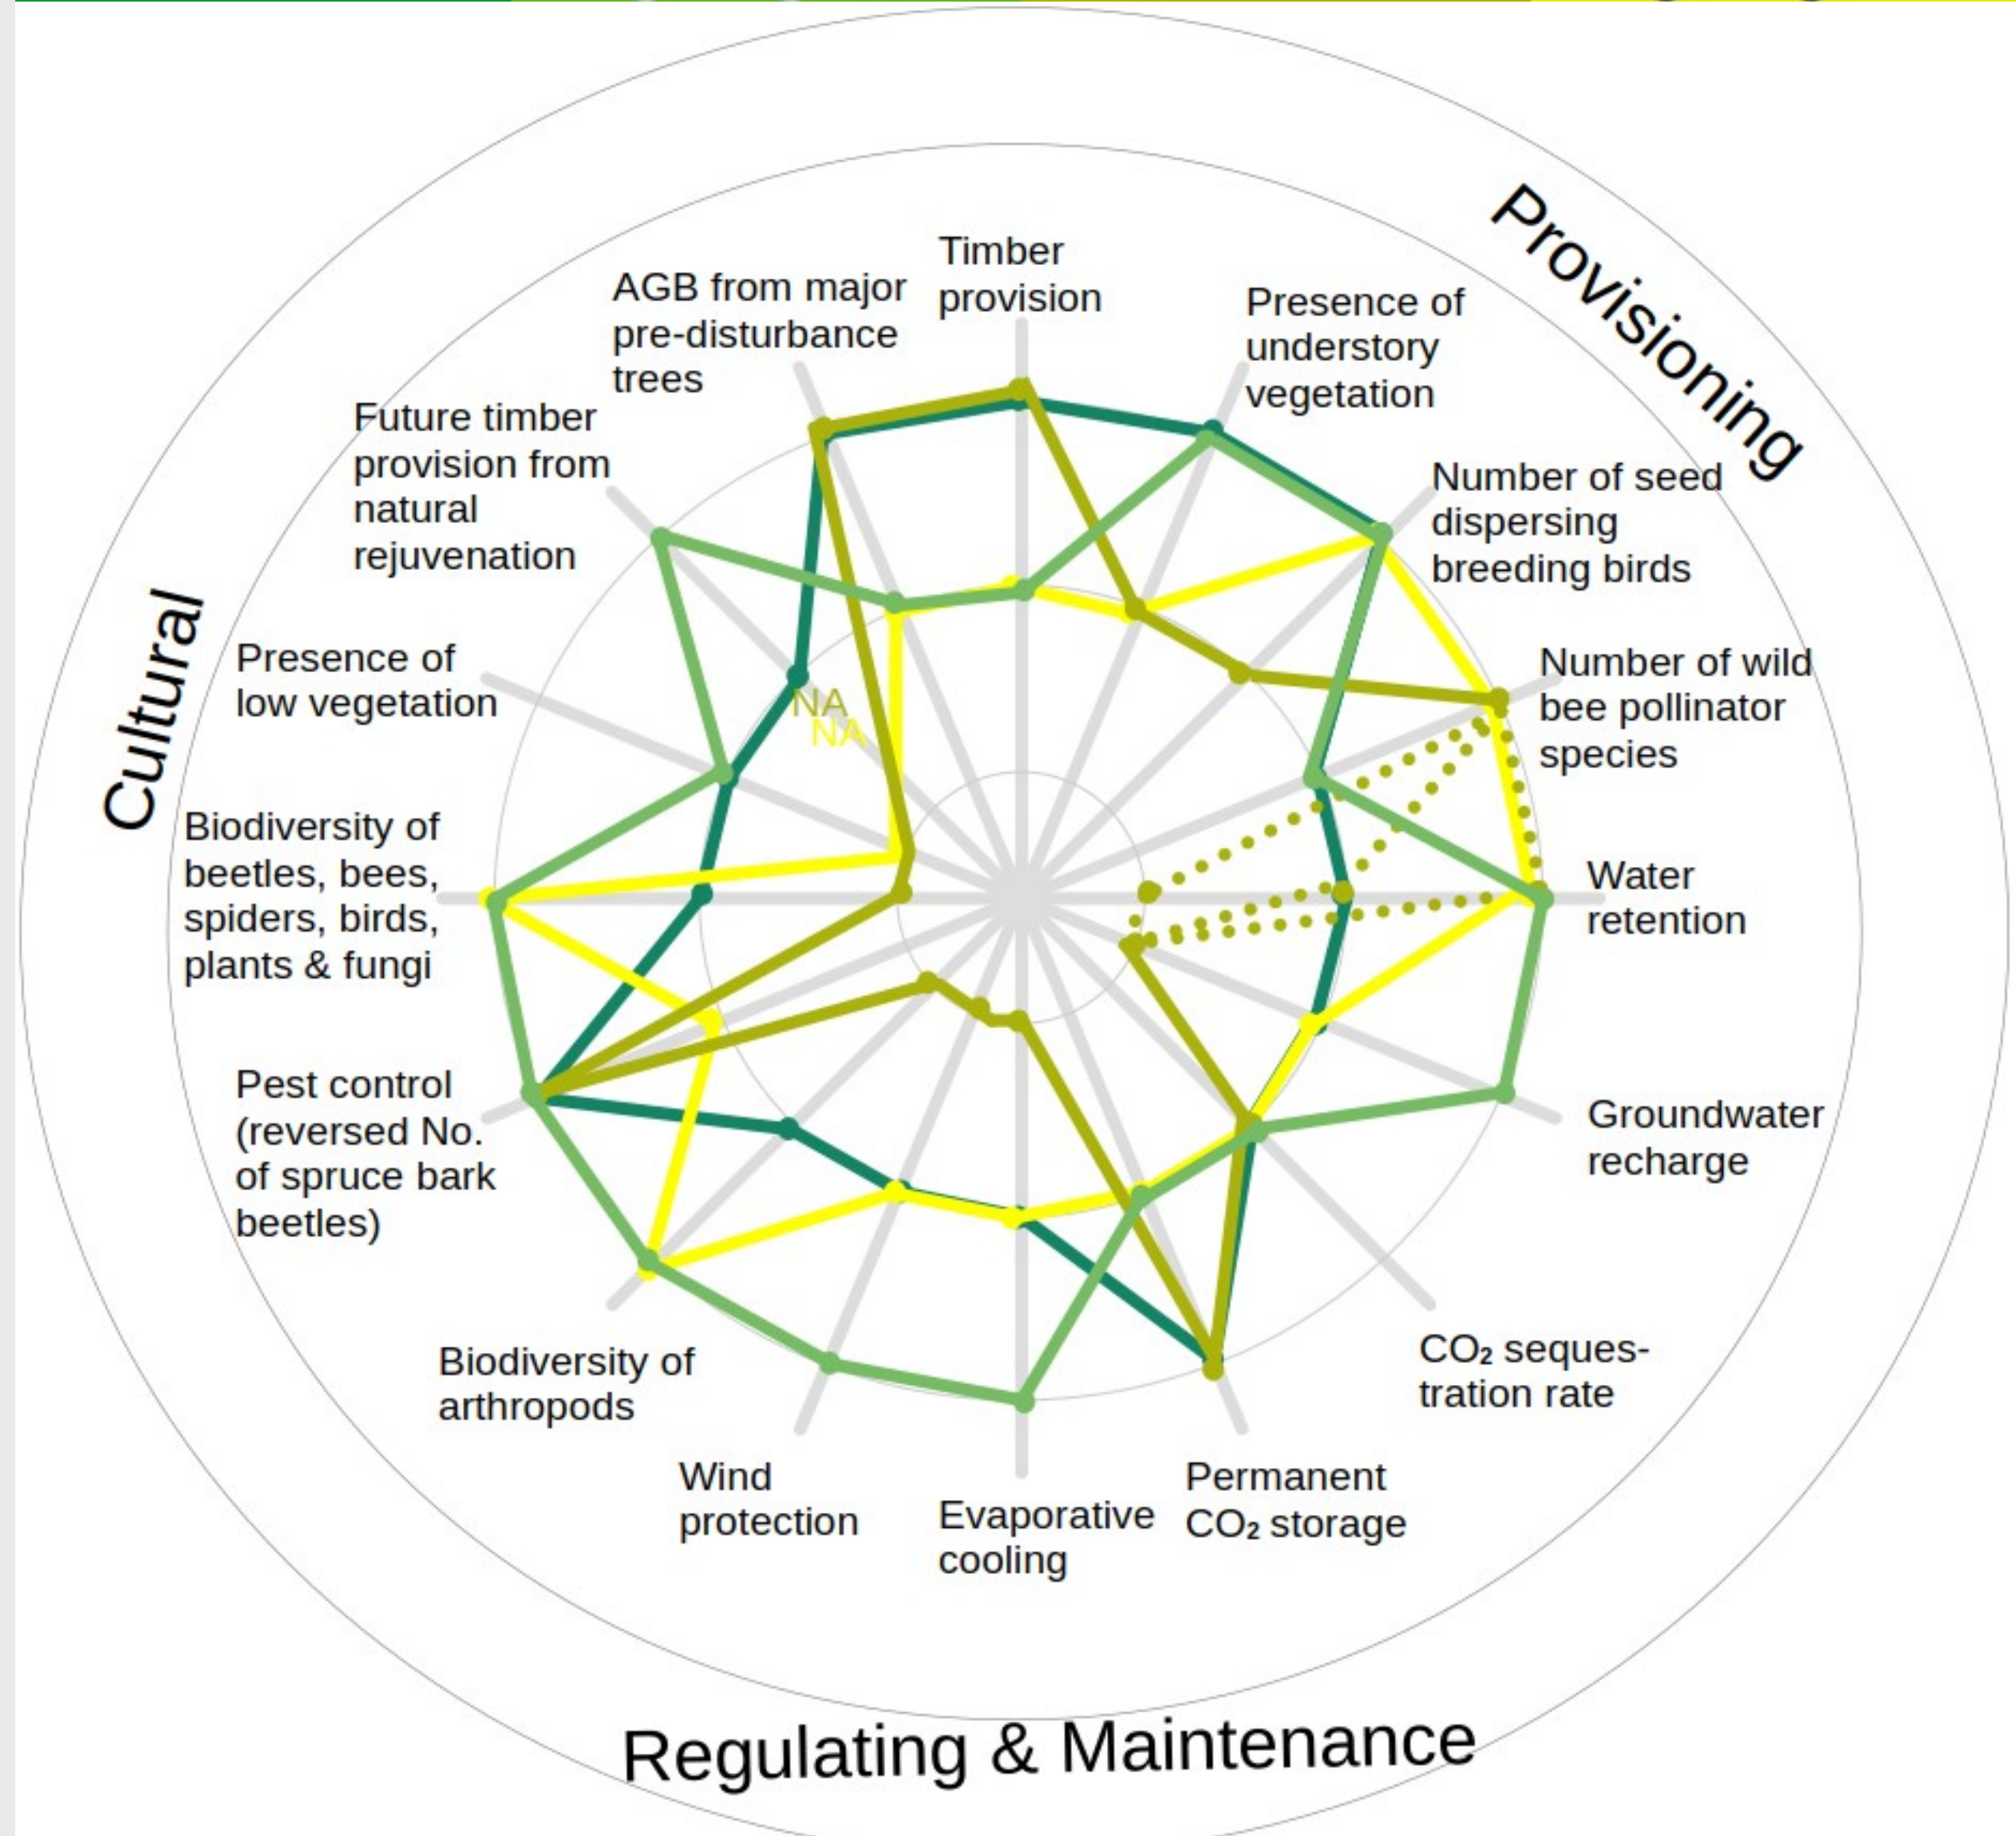 Provisioning
Timber
provision
Presence of
understory
vegetation
Number of seed
dispersing
breeding birds
Number of wild
bee pollinator
species
Water
retention
Groundwater
recharge
CO₂ seques-
tration rate
Permanent
CO₂ storage
Evaporative
cooling
Wind
protection
Biodiversity of
arthropods
Pest control
(reversed No.
of spruce bark
beetles)
Biodiversity of
beetles, bees,
spiders, birds,
plants & fungi
Presence of
low vegetation
Future timber
provision from
natural
rejuvenation
AGB from major
pre-disturbance
trees
NA
NA
Cultural
Regulating & Maintenance